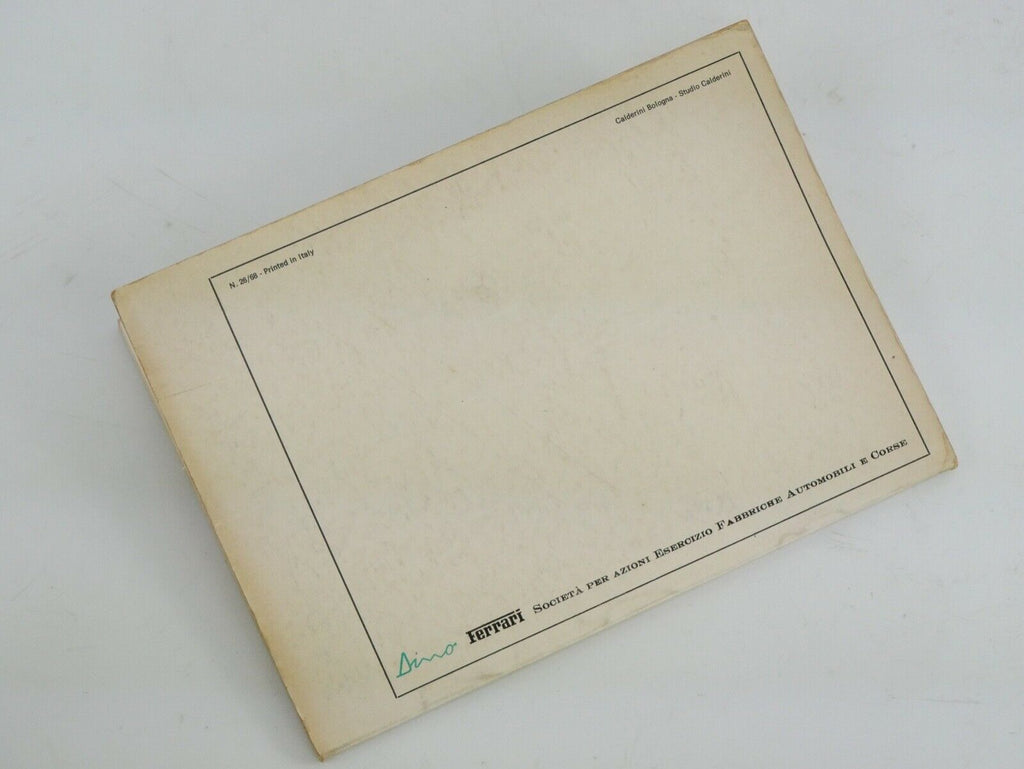 N. 26/68 - Printed in Italy
Calderini Bologna - Studio Calderini
Dino Ferrari Società per azioni Esercizio Fabbriche Automobili e Corse